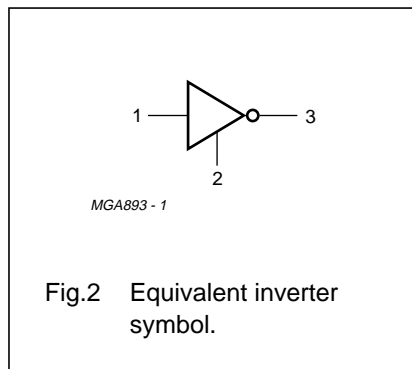 1
3
2
MGA893 - 1
Fig.2 Equivalent inverter
symbol.